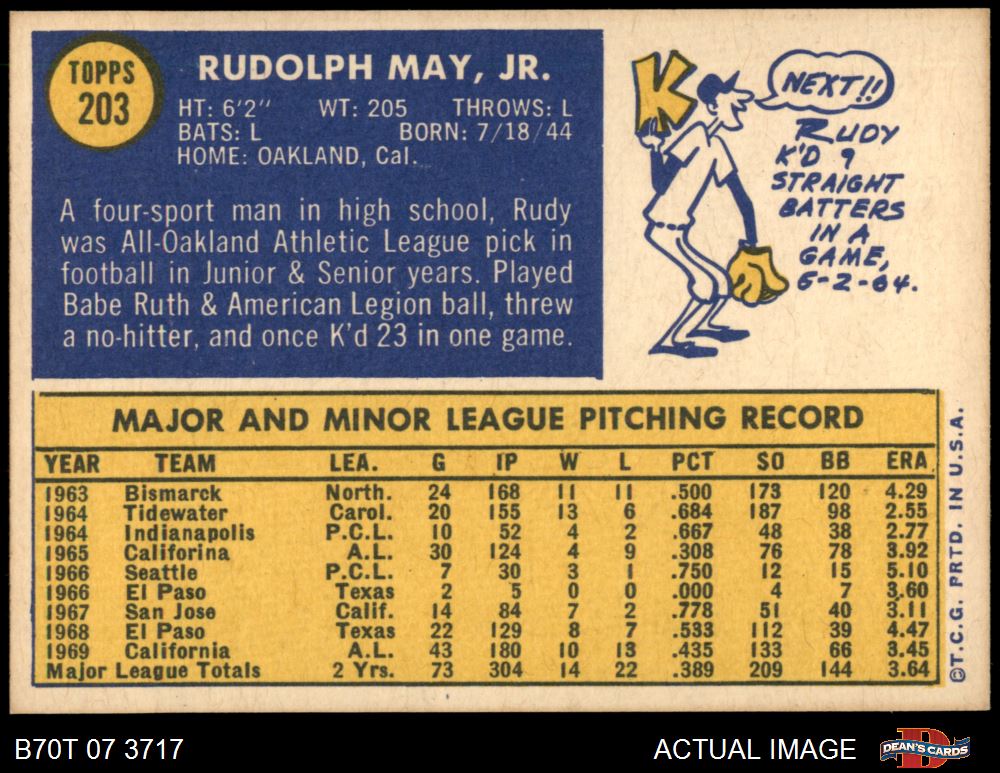 TOPPS
203
RUDOLPH MAY, JR.
HT: 6'2" WT: 205 THROWS: L
BATS: L BORN: 7/18/44
HOME: OAKLAND, Cal.
A four-sport man in high school, Rudy
was All-Oakland Athletic League pick in
football in Junior & Senior years. Played
Babe Ruth & American Legion ball, threw
a no-hitter, and once K'd 23 in one game.
K
NEXT!!
RUDY
K'D 9
STRAIGHT
BATTERS
IN A
GAME,
6-2-64.
MAJOR AND MINOR LEAGUE PITCHING RECORD
YEAR TEAM LEA. G IP W L PCT SO BB ERA
1963 Bismarck North. 24 168 11 11 .500 173 120 4.29
1964 Tidewater Carol. 20 155 13 6 .684 187 98 2.55
1964 Indianapolis P.C.L. 10 52 4 2 .667 48 38 2.77
1965 Califorina A.L. 30 124 4 9 .308 76 78 3.92
1966 Seattle P.C.L. 7 30 3 1 .750 12 15 5.10
1966 El Paso Texas 2 5 0 0 .000 4 7 3.60
1967 San Jose Calif. 14 84 7 2 .778 51 40 3.11
1968 El Paso Texas 22 129 8 7 .533 112 39 4.47
1969 California A.L. 43 180 10 13 .435 133 66 3.45
Major League Totals 2 Yrs. 73 304 14 22 .389 209 144 3.64
©T.C.G. PRTD. IN U.S.A.
B70T 07 3717 ACTUAL IMAGE
D
DEAN'S CARDS